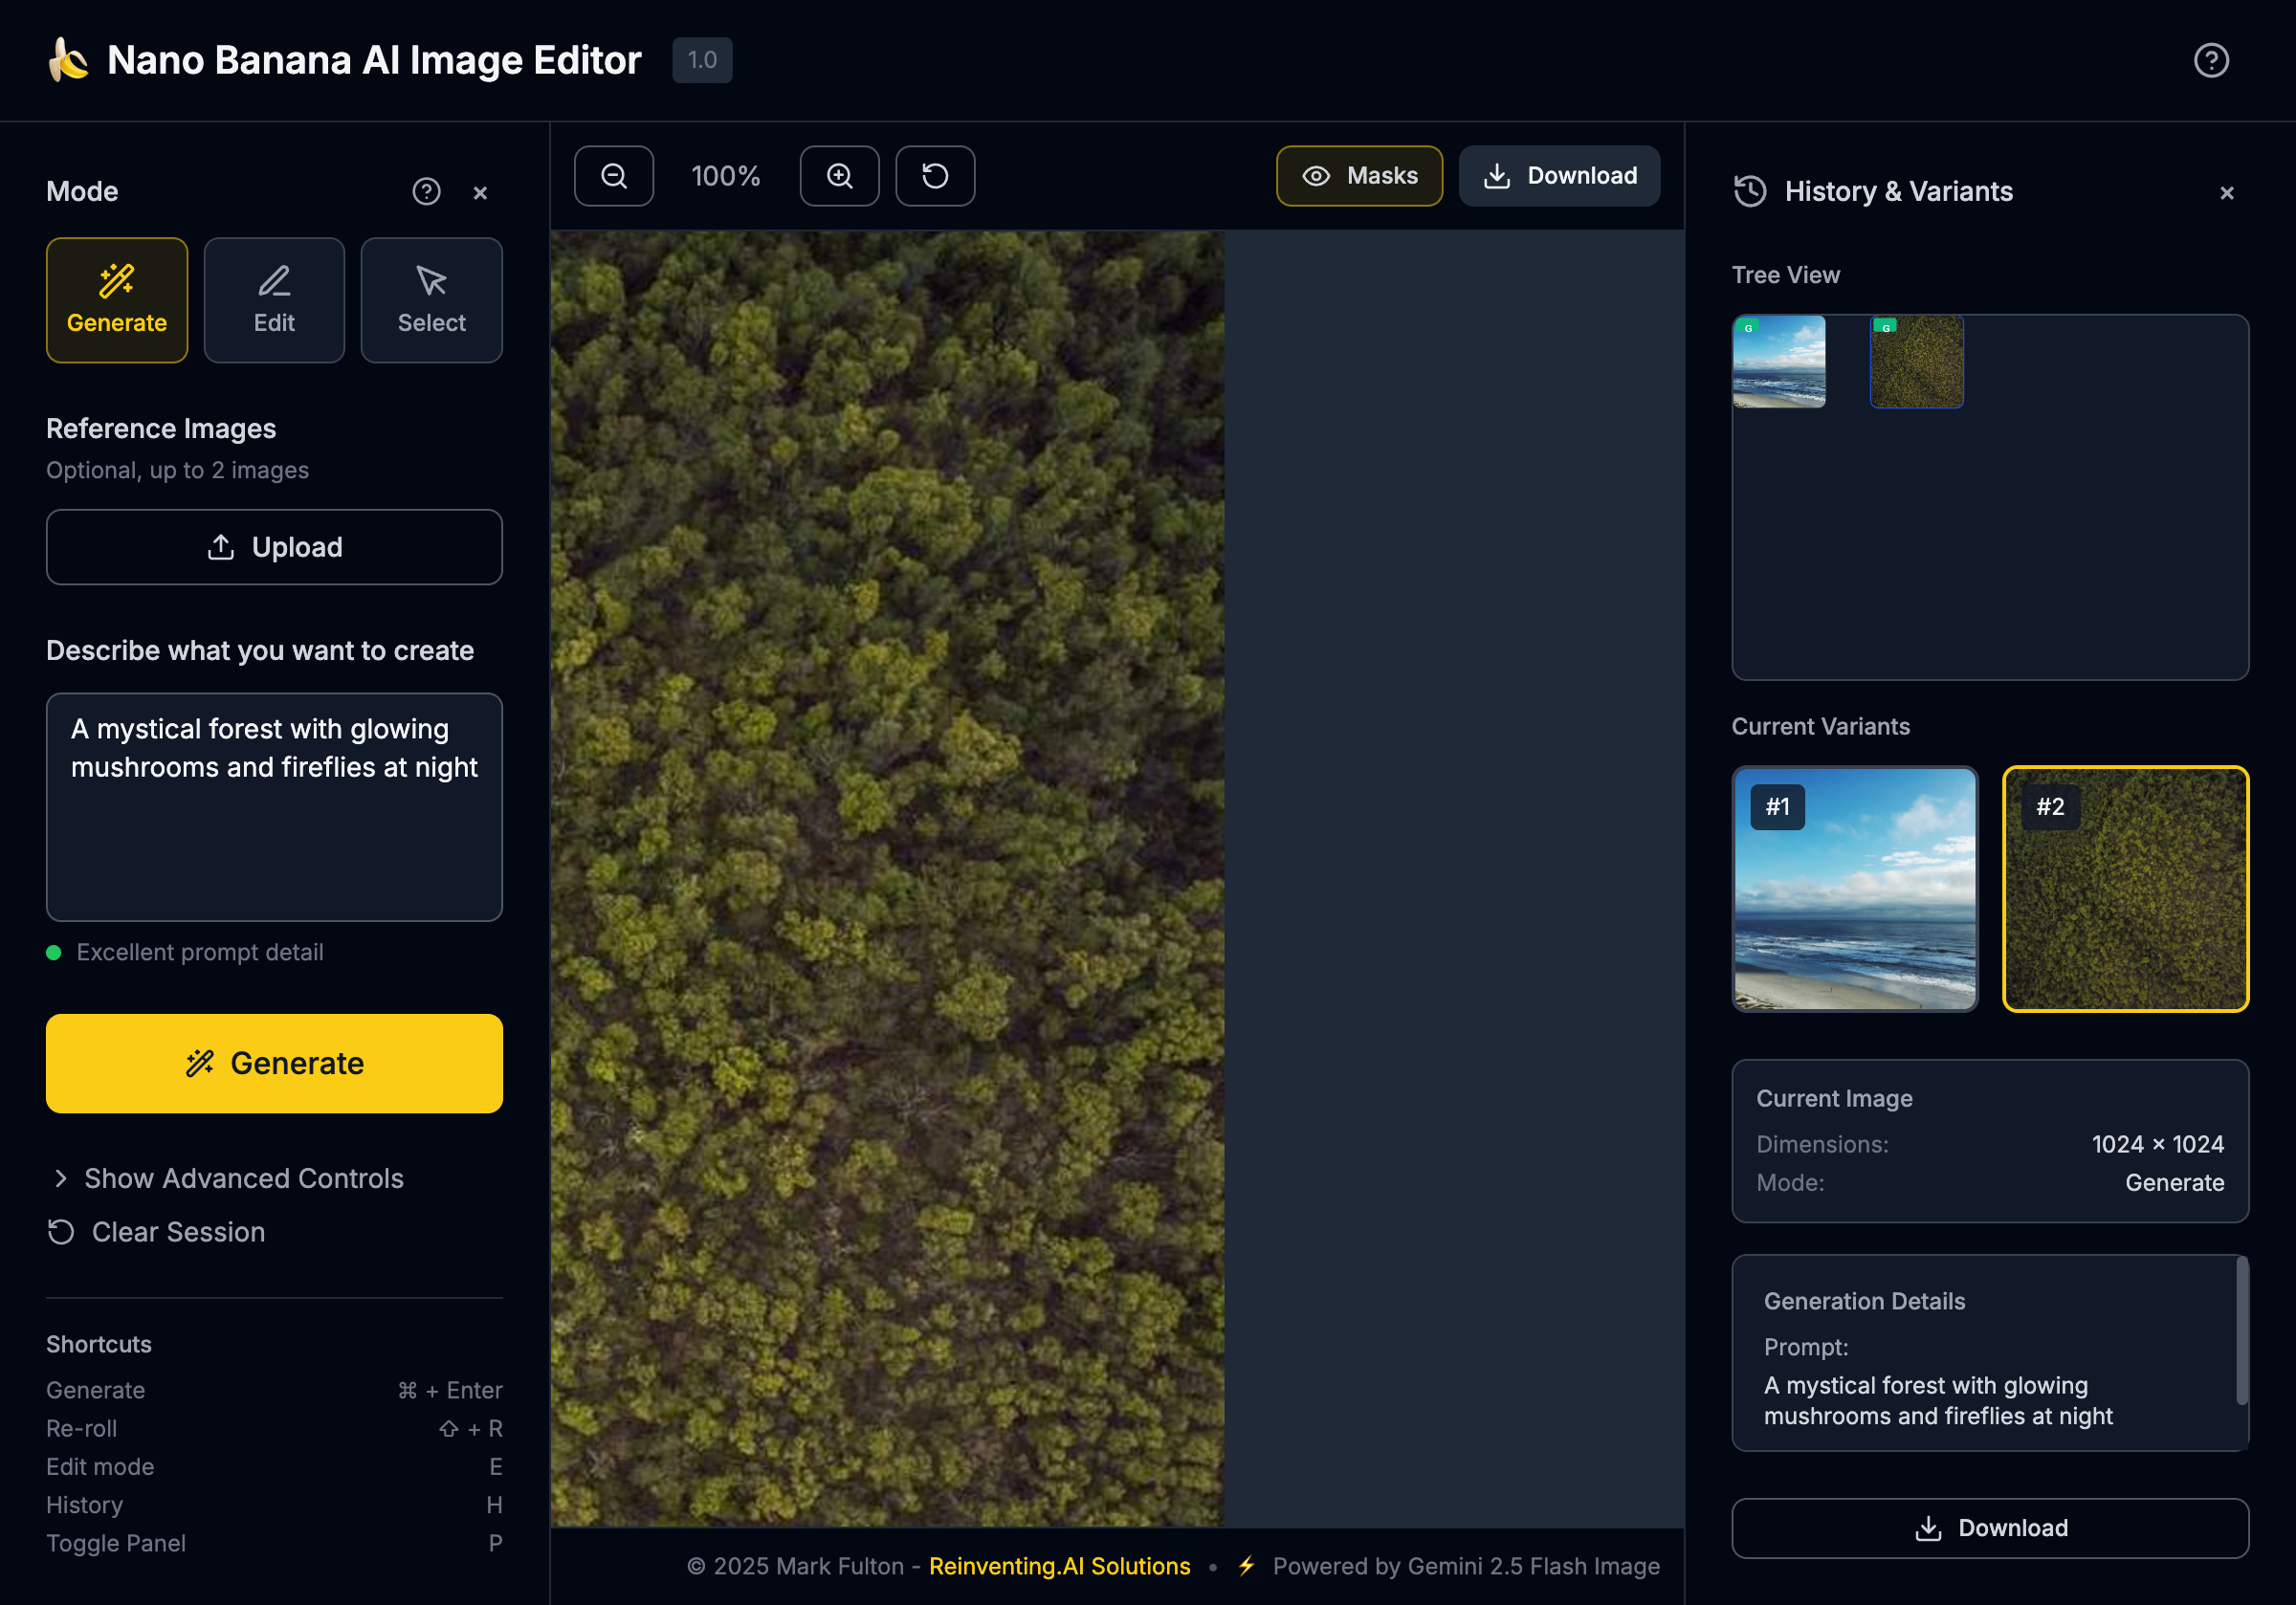 Nano Banana AI Image Editor
1.0
Mode
Generate
Edit
Select
Reference Images
Optional, up to 2 images
Upload
Describe what you want to create
A mystical forest with glowing
mushrooms and fireflies at night
Excellent prompt detail
Generate
Show Advanced Controls
Clear Session
Shortcuts
Generate ⌘ + Enter
Re-roll ⇧ + R
Edit mode E
History H
Toggle Panel P
100%
Masks
Download
© 2025 Mark Fulton - Reinventing.AI Solutions • ⚡ Powered by Gemini 2.5 Flash Image
History & Variants
Tree View
G
G
Current Variants
#1
#2
Current Image
Dimensions: 1024 × 1024
Mode: Generate
Generation Details
Prompt:
A mystical forest with glowing
mushrooms and fireflies at night
Download